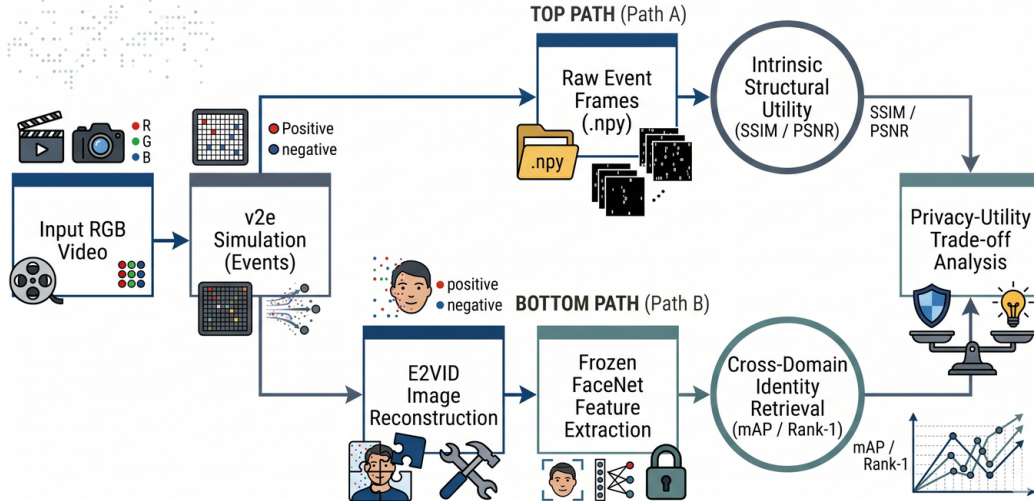 TOP PATH (Path A)
Raw Event
Frames
(.npy)
.npy
Intrinsic
Structural
Utility
(SSIM / PSNR)
SSIM /
PSNR
R
G
B
Positive
negative
Input RGB
Video
v2e
Simulation
(Events)
Privacy-Utility
Trade-off
Analysis
positive
negative
BOTTOM PATH (Path B)
E2VID
Image
Reconstruction
Frozen
FaceNet
Feature
Extraction
Cross-Domain
Identity
Retrieval
(mAP / Rank-1)
mAP /
Rank-1